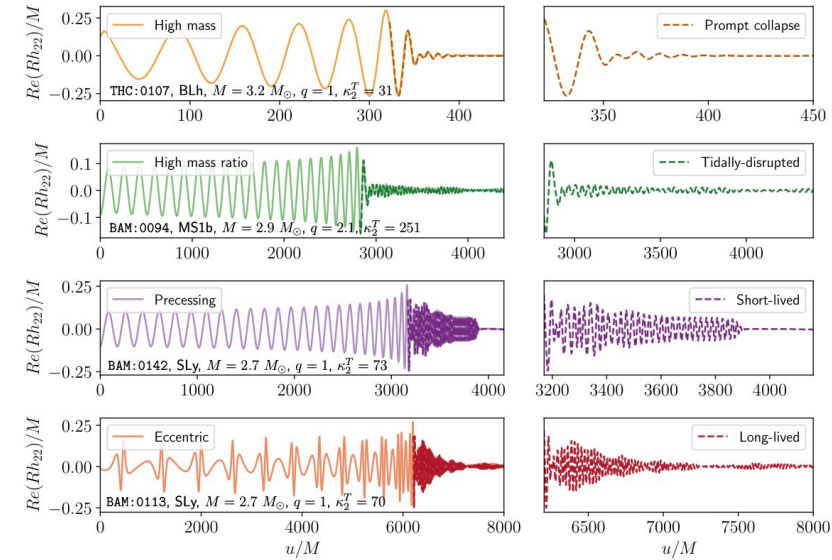 Re(Rh₂₂)/M
0.25
0.00
−0.25
High mass
THC:0107, BLh, M = 3.2 M⊙, q = 1, κ₂ᵀ = 31
0 100 200 300 400
Prompt collapse
350 400 450
Re(Rh₂₂)/M
0.1
0.0
−0.1
High mass ratio
BAM:0094, MS1b, M = 2.9 M⊙, q = 2.1, κ₂ᵀ = 251
0 1000 2000 3000 4000
Tidally-disrupted
3000 3500 4000
Re(Rh₂₂)/M
0.25
0.00
−0.25
Precessing
BAM:0142, SLy, M = 2.7 M⊙, q = 1, κ₂ᵀ = 73
0 1000 2000 3000 4000
Short-lived
3200 3400 3600 3800 4000
Re(Rh₂₂)/M
0.25
0.00
−0.25
Eccentric
BAM:0113, SLy, M = 2.7 M⊙, q = 1, κ₂ᵀ = 70
0 2000 4000 6000 8000
u/M
Long-lived
6500 7000 7500 8000
u/M